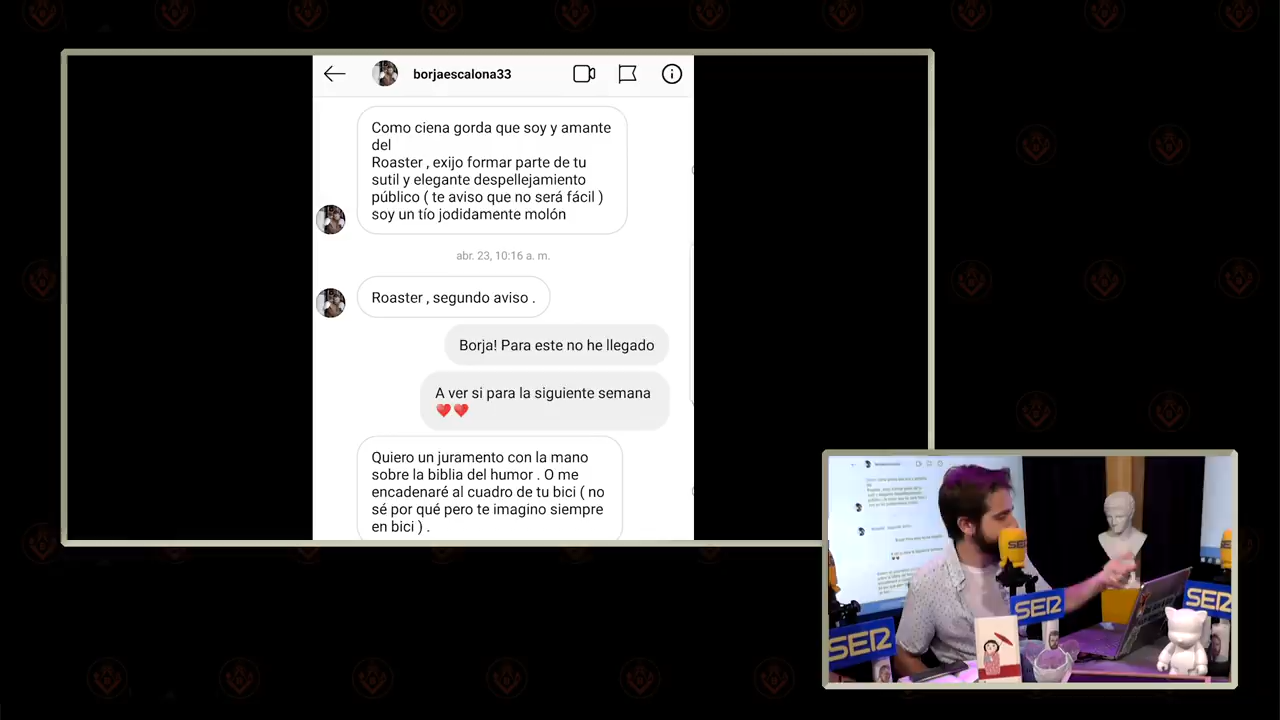 borjaescalona33
Como ciena gorda que soy y amante
del
Roaster , exijo formar parte de tu
sutil y elegante despellejamiento
público ( te aviso que no será fácil )
soy un tío jodidamente molón
abr. 23, 10:16 a. m.
Roaster , segundo aviso .
Borja! Para este no he llegado
A ver si para la siguiente semana
❤️❤️
Quiero un juramento con la mano
sobre la biblia del humor . O me
encadenaré al cuadro de tu bici ( no
sé por qué pero te imagino siempre
en bici ) .
SER
SER
SER
SER